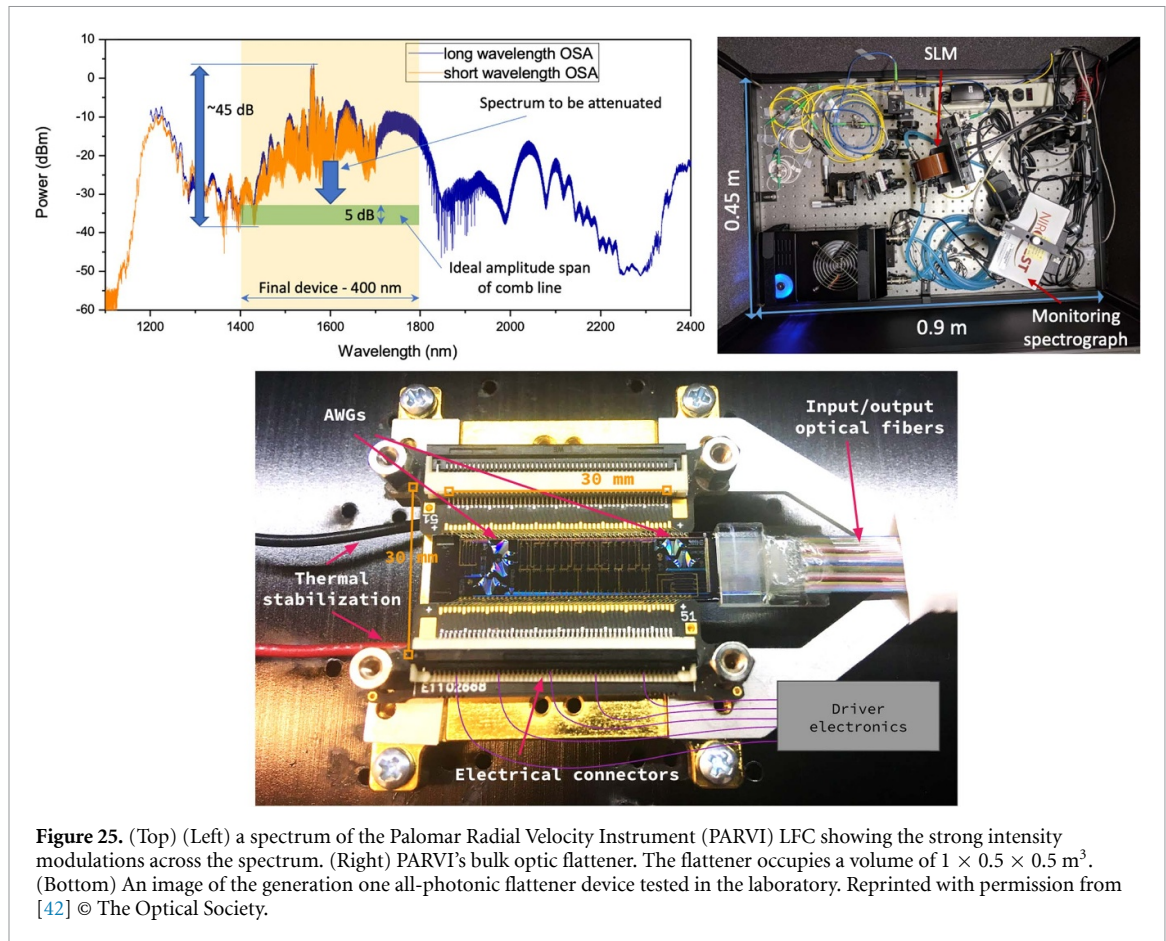 10
0
-10
-20
-30
-40
-50
-60
Power (dBm)
1200
1400
1600
1800
2000
2200
2400
Wavelength (nm)
long wavelength OSA
short wavelength OSA
~45 dB
Spectrum to be attenuated
5 dB
Ideal amplitude span
of comb line
Final device - 400 nm
SLM
0.45 m
0.9 m
Monitoring
spectrograph
AWGs
Input/output
optical fibers
30 mm
51
30 mm
Thermal
stabilization
51
E1102668
Driver
electronics
Electrical connectors
Figure 25. (Top) (Left) a spectrum of the Palomar Radial Velocity Instrument (PARVI) LFC showing the strong intensity
modulations across the spectrum. (Right) PARVI's bulk optic flattener. The flattener occupies a volume of 1 × 0.5 × 0.5 m³.
(Bottom) An image of the generation one all-photonic flattener device tested in the laboratory. Reprinted with permission from
[42] © The Optical Society.